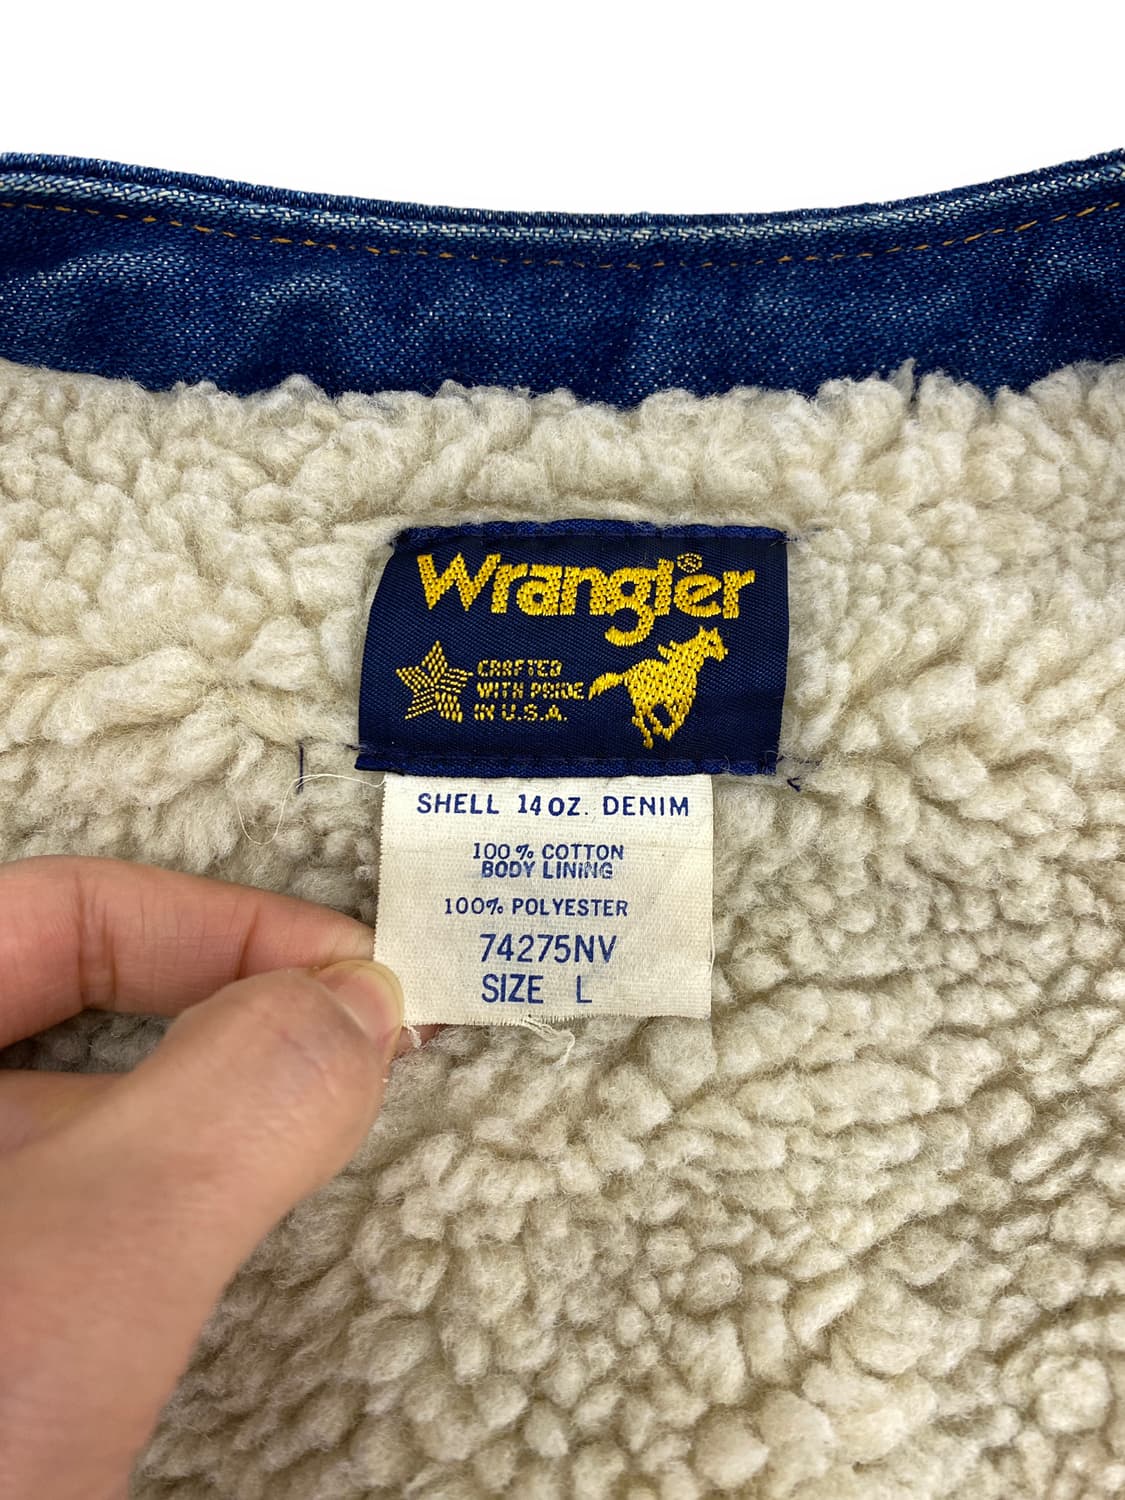 Wrangler®
CRAFTED
WITH PRIDE
IN U.S.A.
SHELL 14 OZ. DENIM
100% COTTON
BODY LINING
100% POLYESTER
74275NV
SIZE L